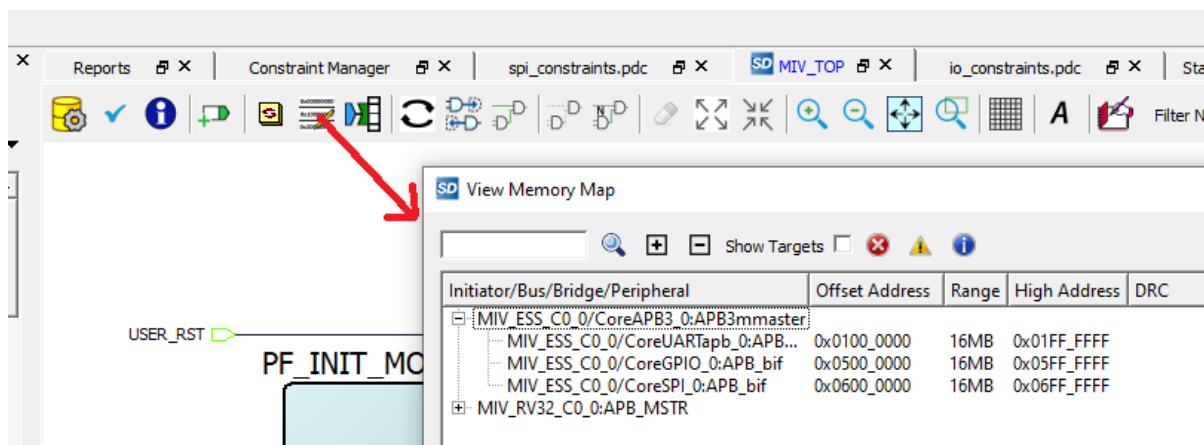 Reports Constraint Manager spi_constraints.pdc SD MIV_TOP io_constraints.pdc Sta
A Filter N
SD View Memory Map
Show Targets
Initiator/Bus/Bridge/Peripheral Offset Address Range High Address DRC
MIV_ESS_C0_0/CoreAPB3_0:APB3mmaster
MIV_ESS_C0_0/CoreUARTapb_0:APB... 0x0100_0000 16MB 0x01FF_FFFF
MIV_ESS_C0_0/CoreGPIO_0:APB_bif 0x0500_0000 16MB 0x05FF_FFFF
MIV_ESS_C0_0/CoreSPI_0:APB_bif 0x0600_0000 16MB 0x06FF_FFFF
MIV_RV32_C0_0:APB_MSTR
USER_RST
PF_INIT_MO